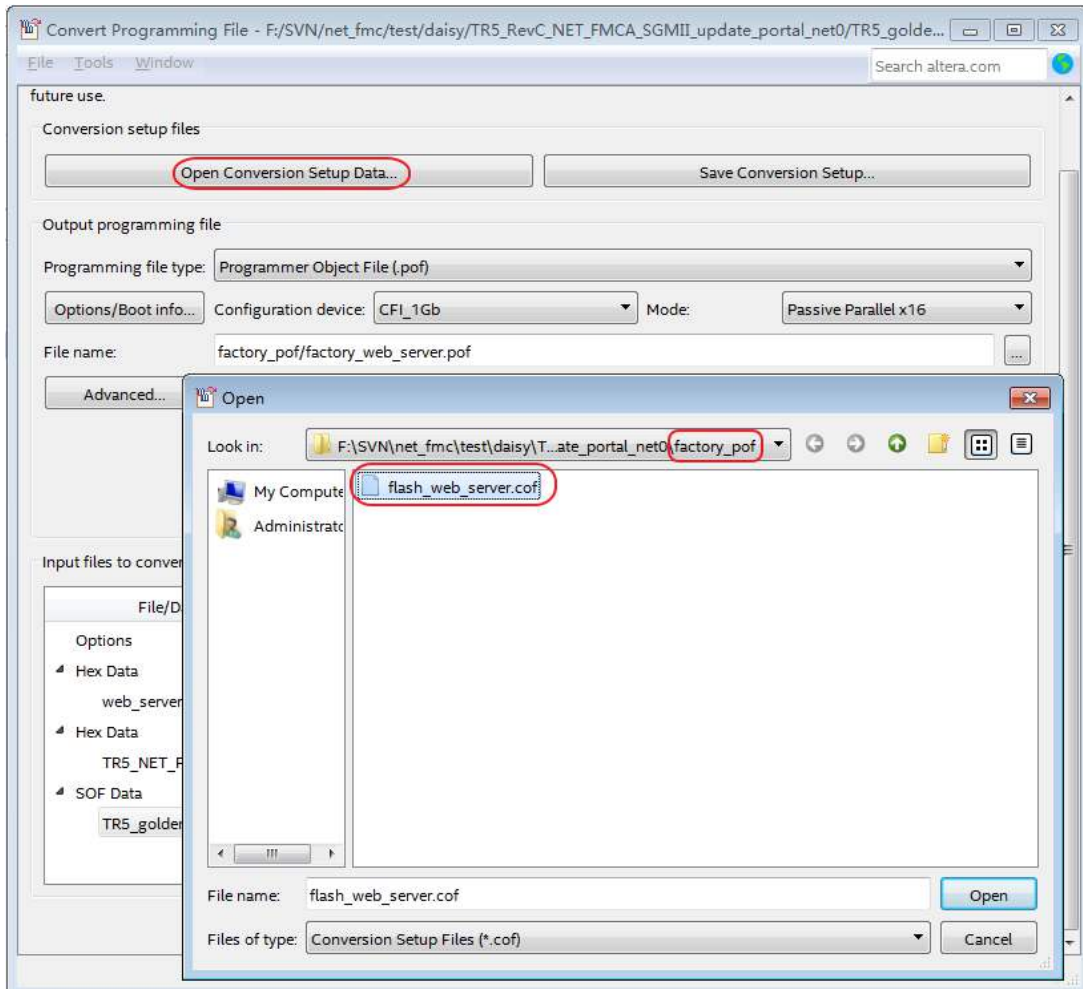 Convert Programming File - F:/SVN/net_fmc/test/daisy/TR5_RevC_NET_FMCA_SGMII_update_portal_net0/TR5_golde...
File Tools Window
Search altera.com
future use.
Conversion setup files
Open Conversion Setup Data...
Save Conversion Setup...
Output programming file
Programming file type: Programmer Object File (.pof)
Options/Boot info... Configuration device: CFI_1Gb Mode: Passive Parallel x16
File name: factory_pof/factory_web_server.pof ...
Advanced...
Open
Look in: F:\SVN\net_fmc\test\daisy\T...ate_portal_net0\factory_pof
My Compute
flash_web_server.cof
Administrato
Input files to conver
File/D
Options
Hex Data
web_server
Hex Data
TR5_NET_F
SOF Data
TR5_golder
File name: flash_web_server.cof Open
Files of type: Conversion Setup Files (*.cof) Cancel